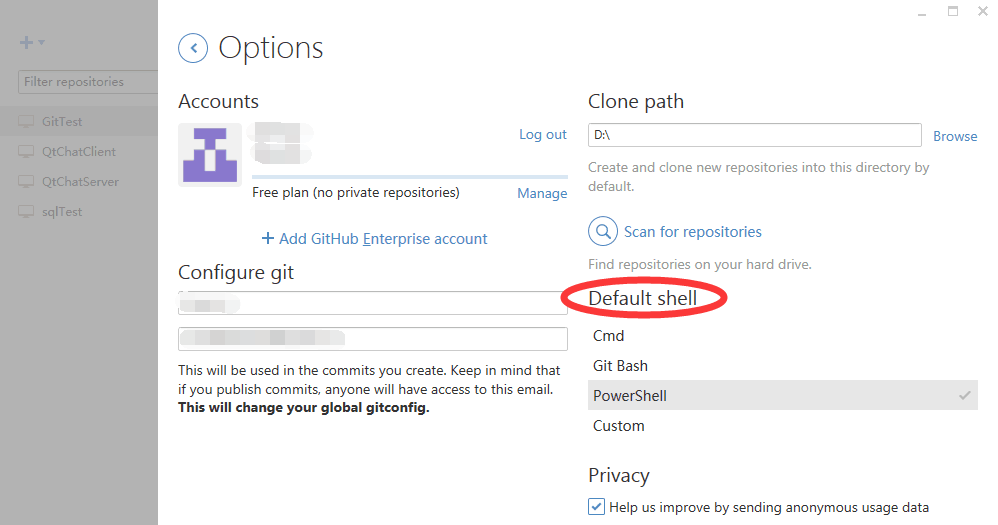 Filter repositories
GitTest
QtChatClient
QtChatServer
sqlTest
Options
Accounts
Log out
Free plan (no private repositories)
Manage
Add GitHub Enterprise account
Configure git
This will be used in the commits you create. Keep in mind that
if you publish commits, anyone will have access to this email.
This will change your global gitconfig.
Clone path
D:\
Browse
Create and clone new repositories into this directory by
default.
Scan for repositories
Find repositories on your hard drive.
Default shell
Cmd
Git Bash
PowerShell
Custom
Privacy
Help us improve by sending anonymous usage data